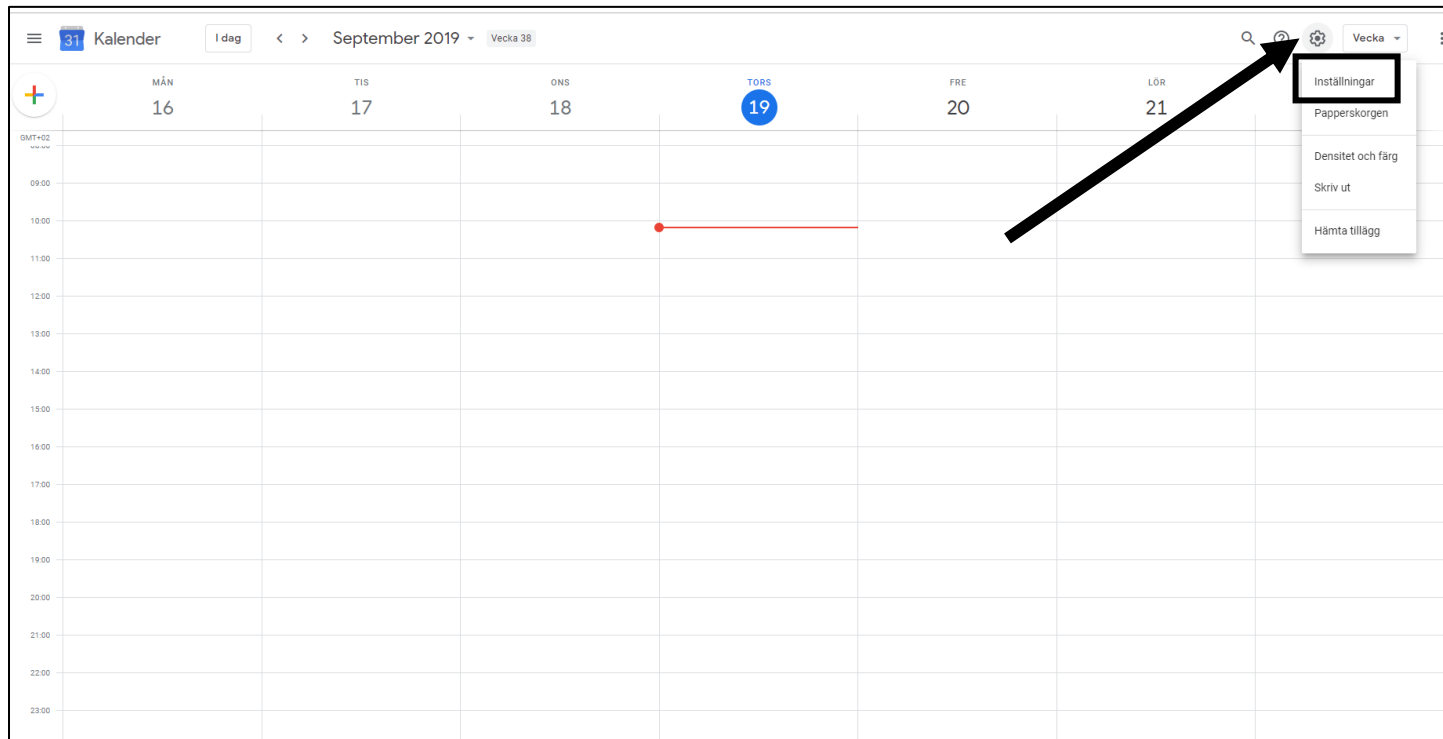 31 Kalender I dag September 2019 Vecka 38 Vecka
MÅN TIS ONS TORS FRE LÖR
16 17 18 19 20 21
GMT+02
09:00
10:00
11:00
12:00
13:00
14:00
15:00
16:00
17:00
18:00
19:00
20:00
21:00
22:00
23:00
Inställningar
Papperskorgen
Densitet och färg
Skriv ut
Hämta tillägg